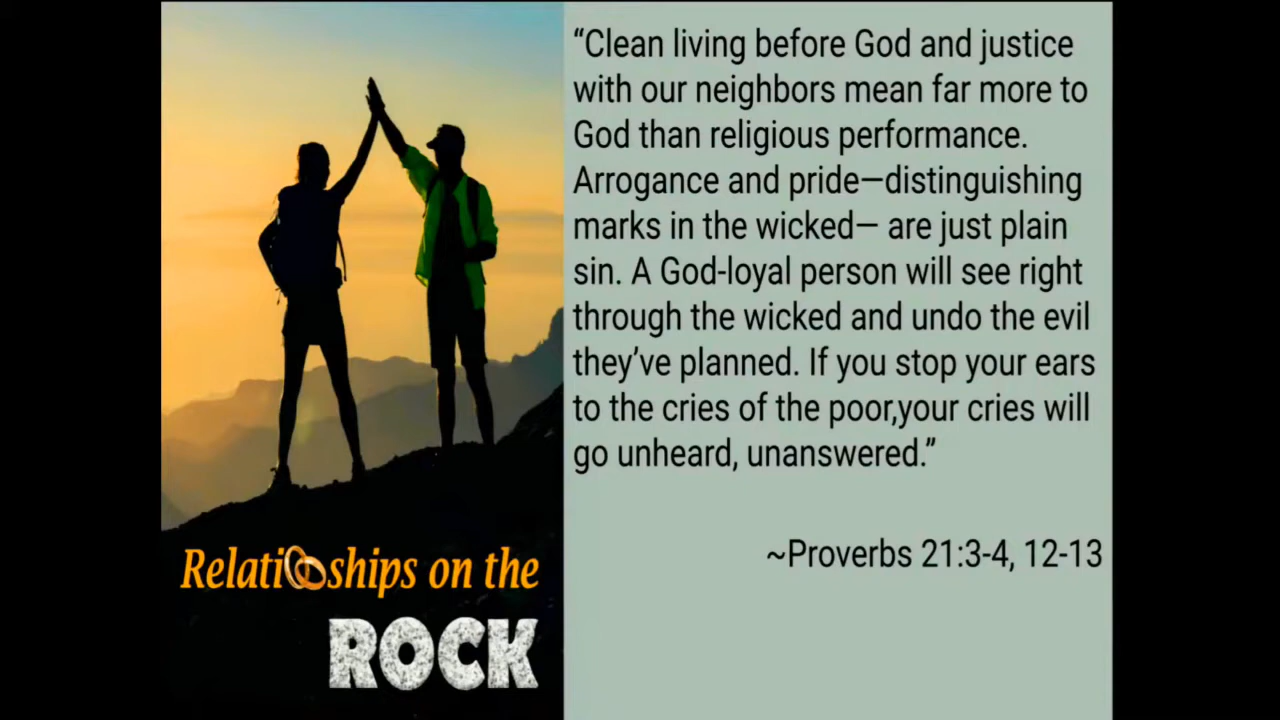 “Clean living before God and justice
with our neighbors mean far more to
God than religious performance.
Arrogance and pride—distinguishing
marks in the wicked— are just plain
sin. A God-loyal person will see right
through the wicked and undo the evil
they’ve planned. If you stop your ears
to the cries of the poor,your cries will
go unheard, unanswered.”
~Proverbs 21:3-4, 12-13
Relationships on the
ROCK